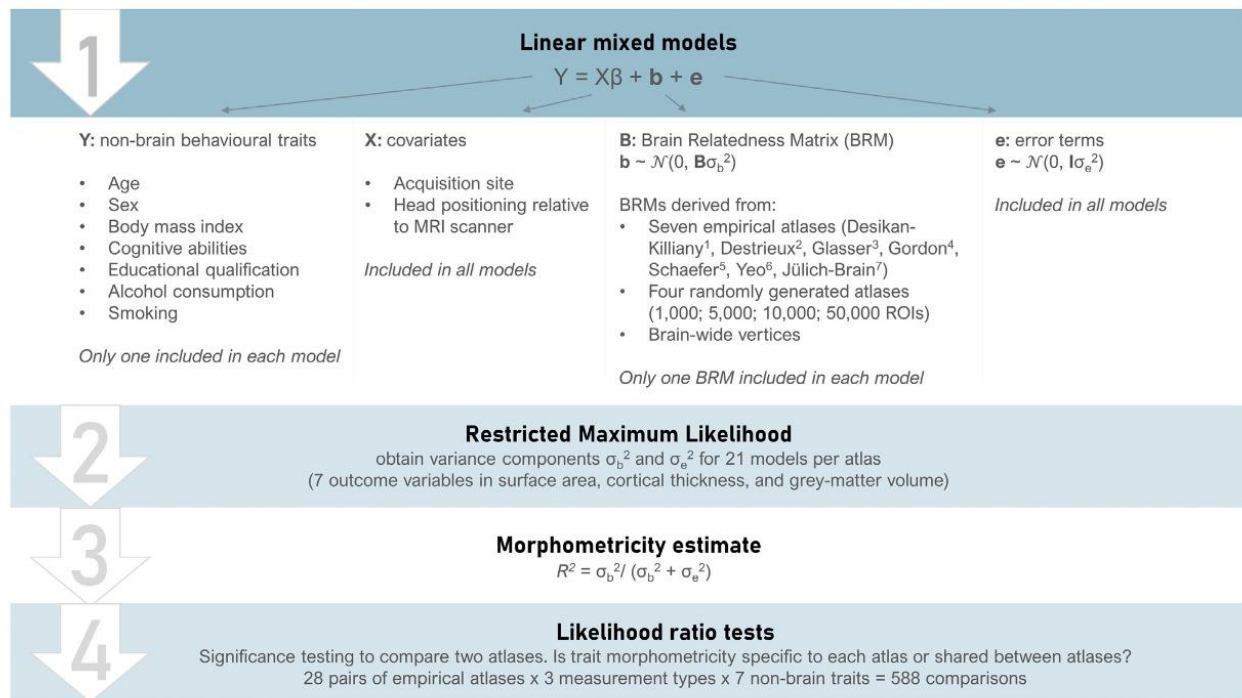 1
Linear mixed models
Y = Xβ + b + e
Y: non-brain behavioural traits
• Age
• Sex
• Body mass index
• Cognitive abilities
• Educational qualification
• Alcohol consumption
• Smoking
Only one included in each model
X: covariates
• Acquisition site
• Head positioning relative
to MRI scanner
Included in all models
B: Brain Relatedness Matrix (BRM)
b ~ 𝒩(0, Bσb²)
BRMs derived from:
• Seven empirical atlases (Desikan-
Killiany¹, Destrieux², Glasser³, Gordon⁴,
Schaefer⁵, Yeo⁶, Jülich-Brain⁷)
• Four randomly generated atlases
(1,000; 5,000; 10,000; 50,000 ROIs)
• Brain-wide vertices
Only one BRM included in each model
e: error terms
e ~ 𝒩(0, Iσe²)
Included in all models
2
Restricted Maximum Likelihood
obtain variance components σb² and σe² for 21 models per atlas
(7 outcome variables in surface area, cortical thickness, and grey-matter volume)
3
Morphometricity estimate
R² = σb²/ (σb² + σe²)
4
Likelihood ratio tests
Significance testing to compare two atlases. Is trait morphometricity specific to each atlas or shared between atlases?
28 pairs of empirical atlases x 3 measurement types x 7 non-brain traits = 588 comparisons